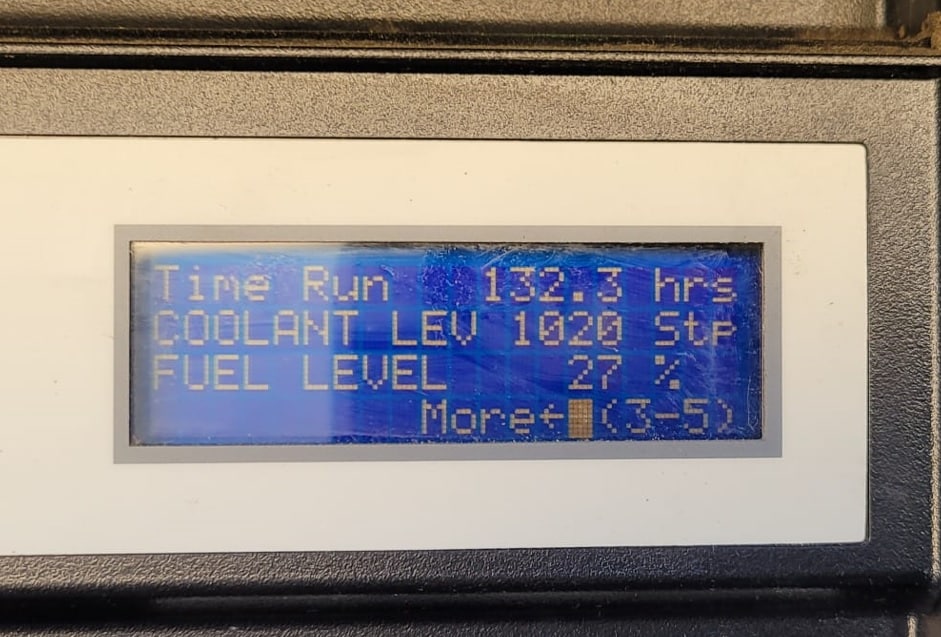 Time Run 132.3 hrs
COOLANT LEV 1020 Stp
FUEL LEVEL 27 %
More←█(3-5)